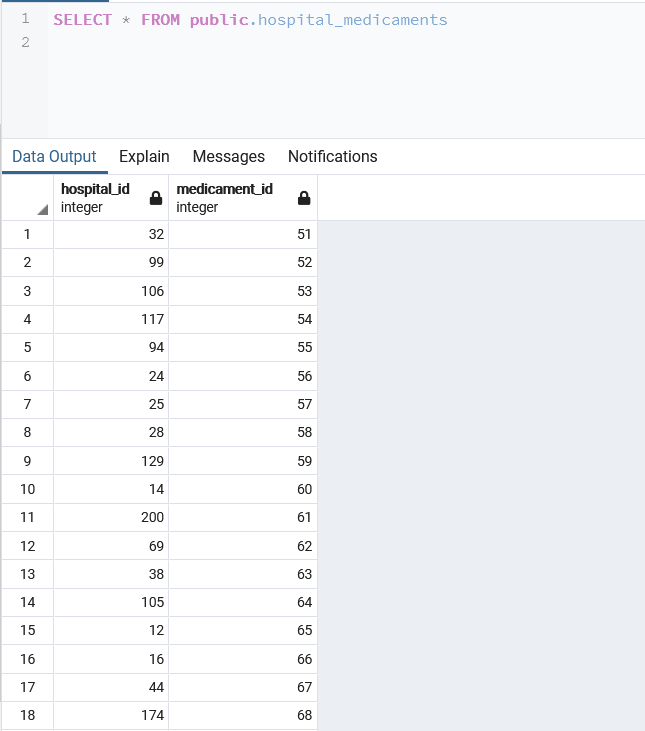 1 SELECT * FROM public.hospital_medicaments
2
Data Output Explain Messages Notifications
hospital_id medicament_id
integer integer
1 32 51
2 99 52
3 106 53
4 117 54
5 94 55
6 24 56
7 25 57
8 28 58
9 129 59
10 14 60
11 200 61
12 69 62
13 38 63
14 105 64
15 12 65
16 16 66
17 44 67
18 174 68